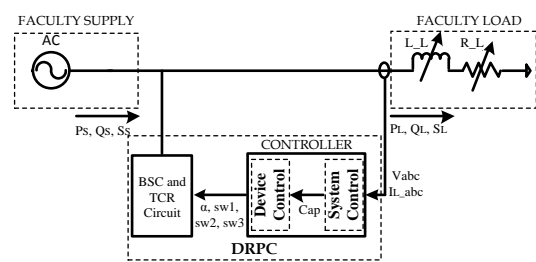 FACULTY SUPPLY
FACULTY LOAD
AC
L_L
R_L
PS, QS, SS
PL, QL, SL
CONTROLLER
BSC and
TCR
Circuit
Device
Control
System
Control
Vabc
IL_abc
α, sw1,
sw2, sw3
Cap
DRPC